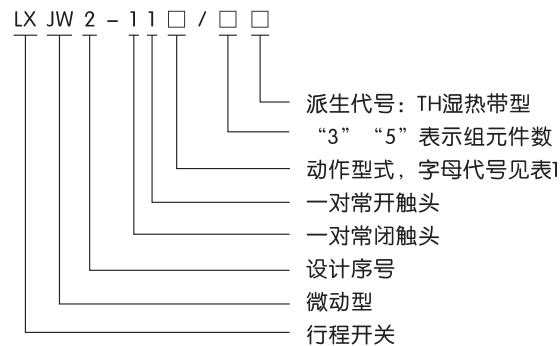 LX JW 2 - 1 1 □ / □ □
派生代号：TH湿热带型
“3” “5”表示组元件数
动作型式，字母代号见表1
一对常开触头
一对常闭触头
设计序号
微动型
行程开关